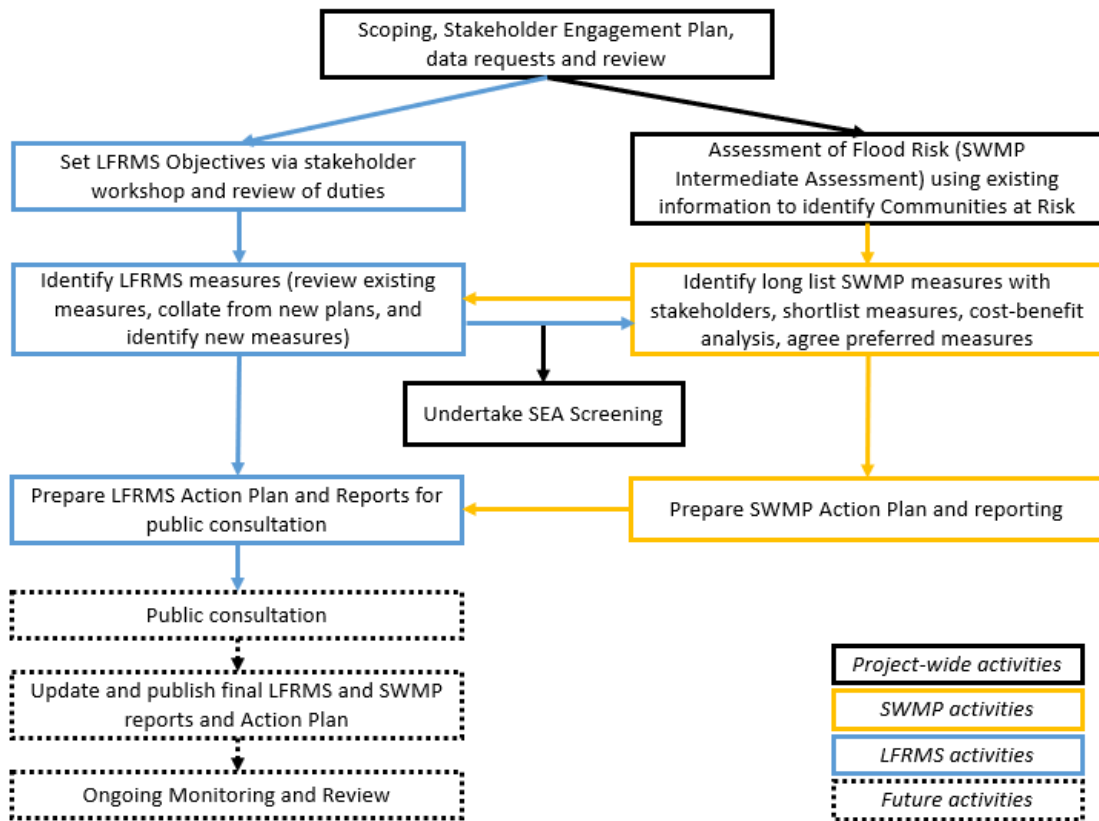 Scoping, Stakeholder Engagement Plan,
data requests and review
Set LFRMS Objectives via stakeholder
workshop and review of duties
Assessment of Flood Risk (SWMP
Intermediate Assessment) using existing
information to identify Communities at Risk
Identify LFRMS measures (review existing
measures, collate from new plans, and
identify new measures)
Identify long list SWMP measures with
stakeholders, shortlist measures, cost-benefit
analysis, agree preferred measures
Undertake SEA Screening
Prepare LFRMS Action Plan and Reports for
public consultation
Prepare SWMP Action Plan and reporting
Public consultation
Update and publish final LFRMS and SWMP
reports and Action Plan
Ongoing Monitoring and Review
Project-wide activities
SWMP activities
LFRMS activities
Future activities